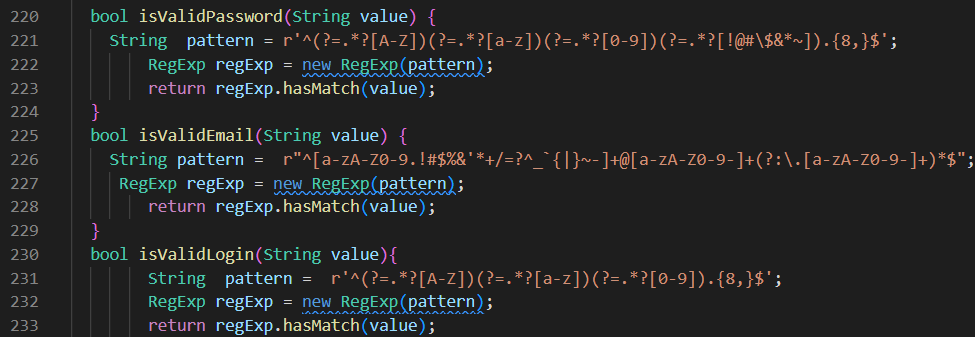 220 bool isValidPassword(String value) {
221 String  pattern = r'^(?=.*?[A-Z])(?=.*?[a-z])(?=.*?[0-9])(?=.*?[!@#\$&*~]).{8,}$';
222 RegExp regExp = new RegExp(pattern);
223 return regExp.hasMatch(value);
224 }
225 bool isValidEmail(String value) {
226 String pattern =  r"^[a-zA-Z0-9.!#$%&'*+/=?^_`{|}~-]+@[a-zA-Z0-9-]+(?:\.[a-zA-Z0-9-]+)*$";
227 RegExp regExp = new RegExp(pattern);
228 return regExp.hasMatch(value);
229 }
230 bool isValidLogin(String value){
231 String  pattern =  r'^(?=.*?[A-Z])(?=.*?[a-z])(?=.*?[0-9]).{8,}$';
232 RegExp regExp = new RegExp(pattern);
233 return regExp.hasMatch(value);